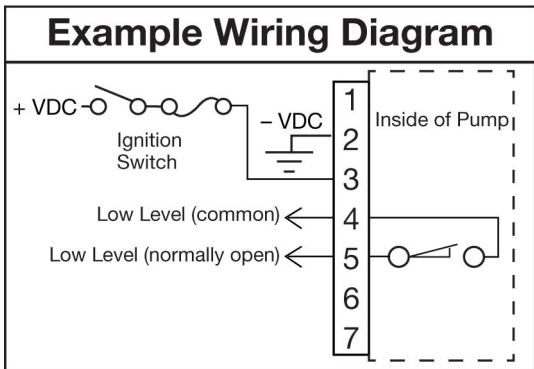 Example Wiring Diagram
+ VDC
Ignition
Switch
– VDC
Inside of Pump
1
2
3
Low Level (common)
4
Low Level (normally open)
5
6
7